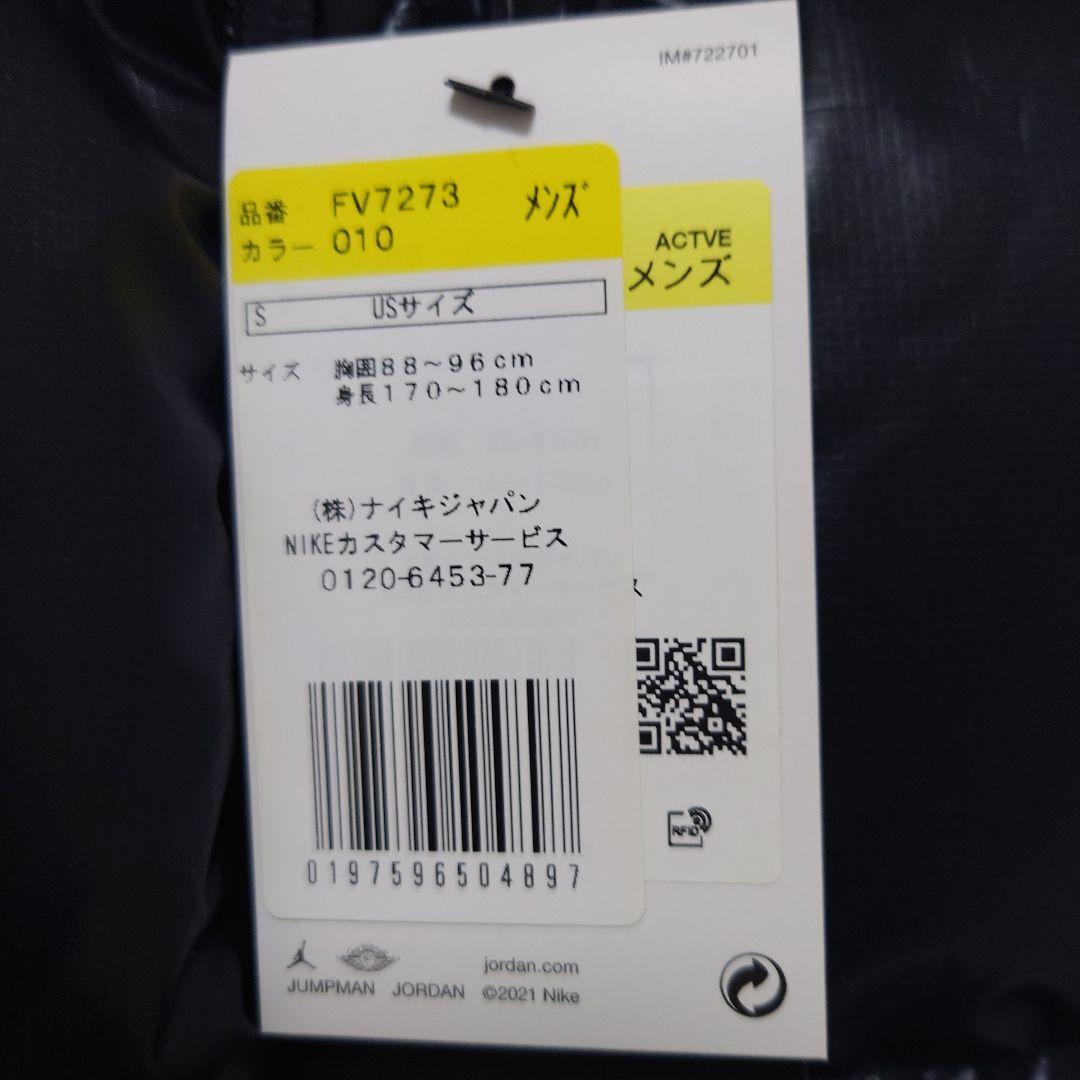 IM#722701
品番 FV7273 メンズ
カラー 010
ACTVE
メンズ
S USサイズ
サイズ 胸囲88～96cm
身長170～180cm
(株)ナイキジャパン
NIKEカスタマーサービス
0120-6453-77
ス
RFID
0197596504897
jordan.com
JUMPMAN JORDAN ©2021 Nike